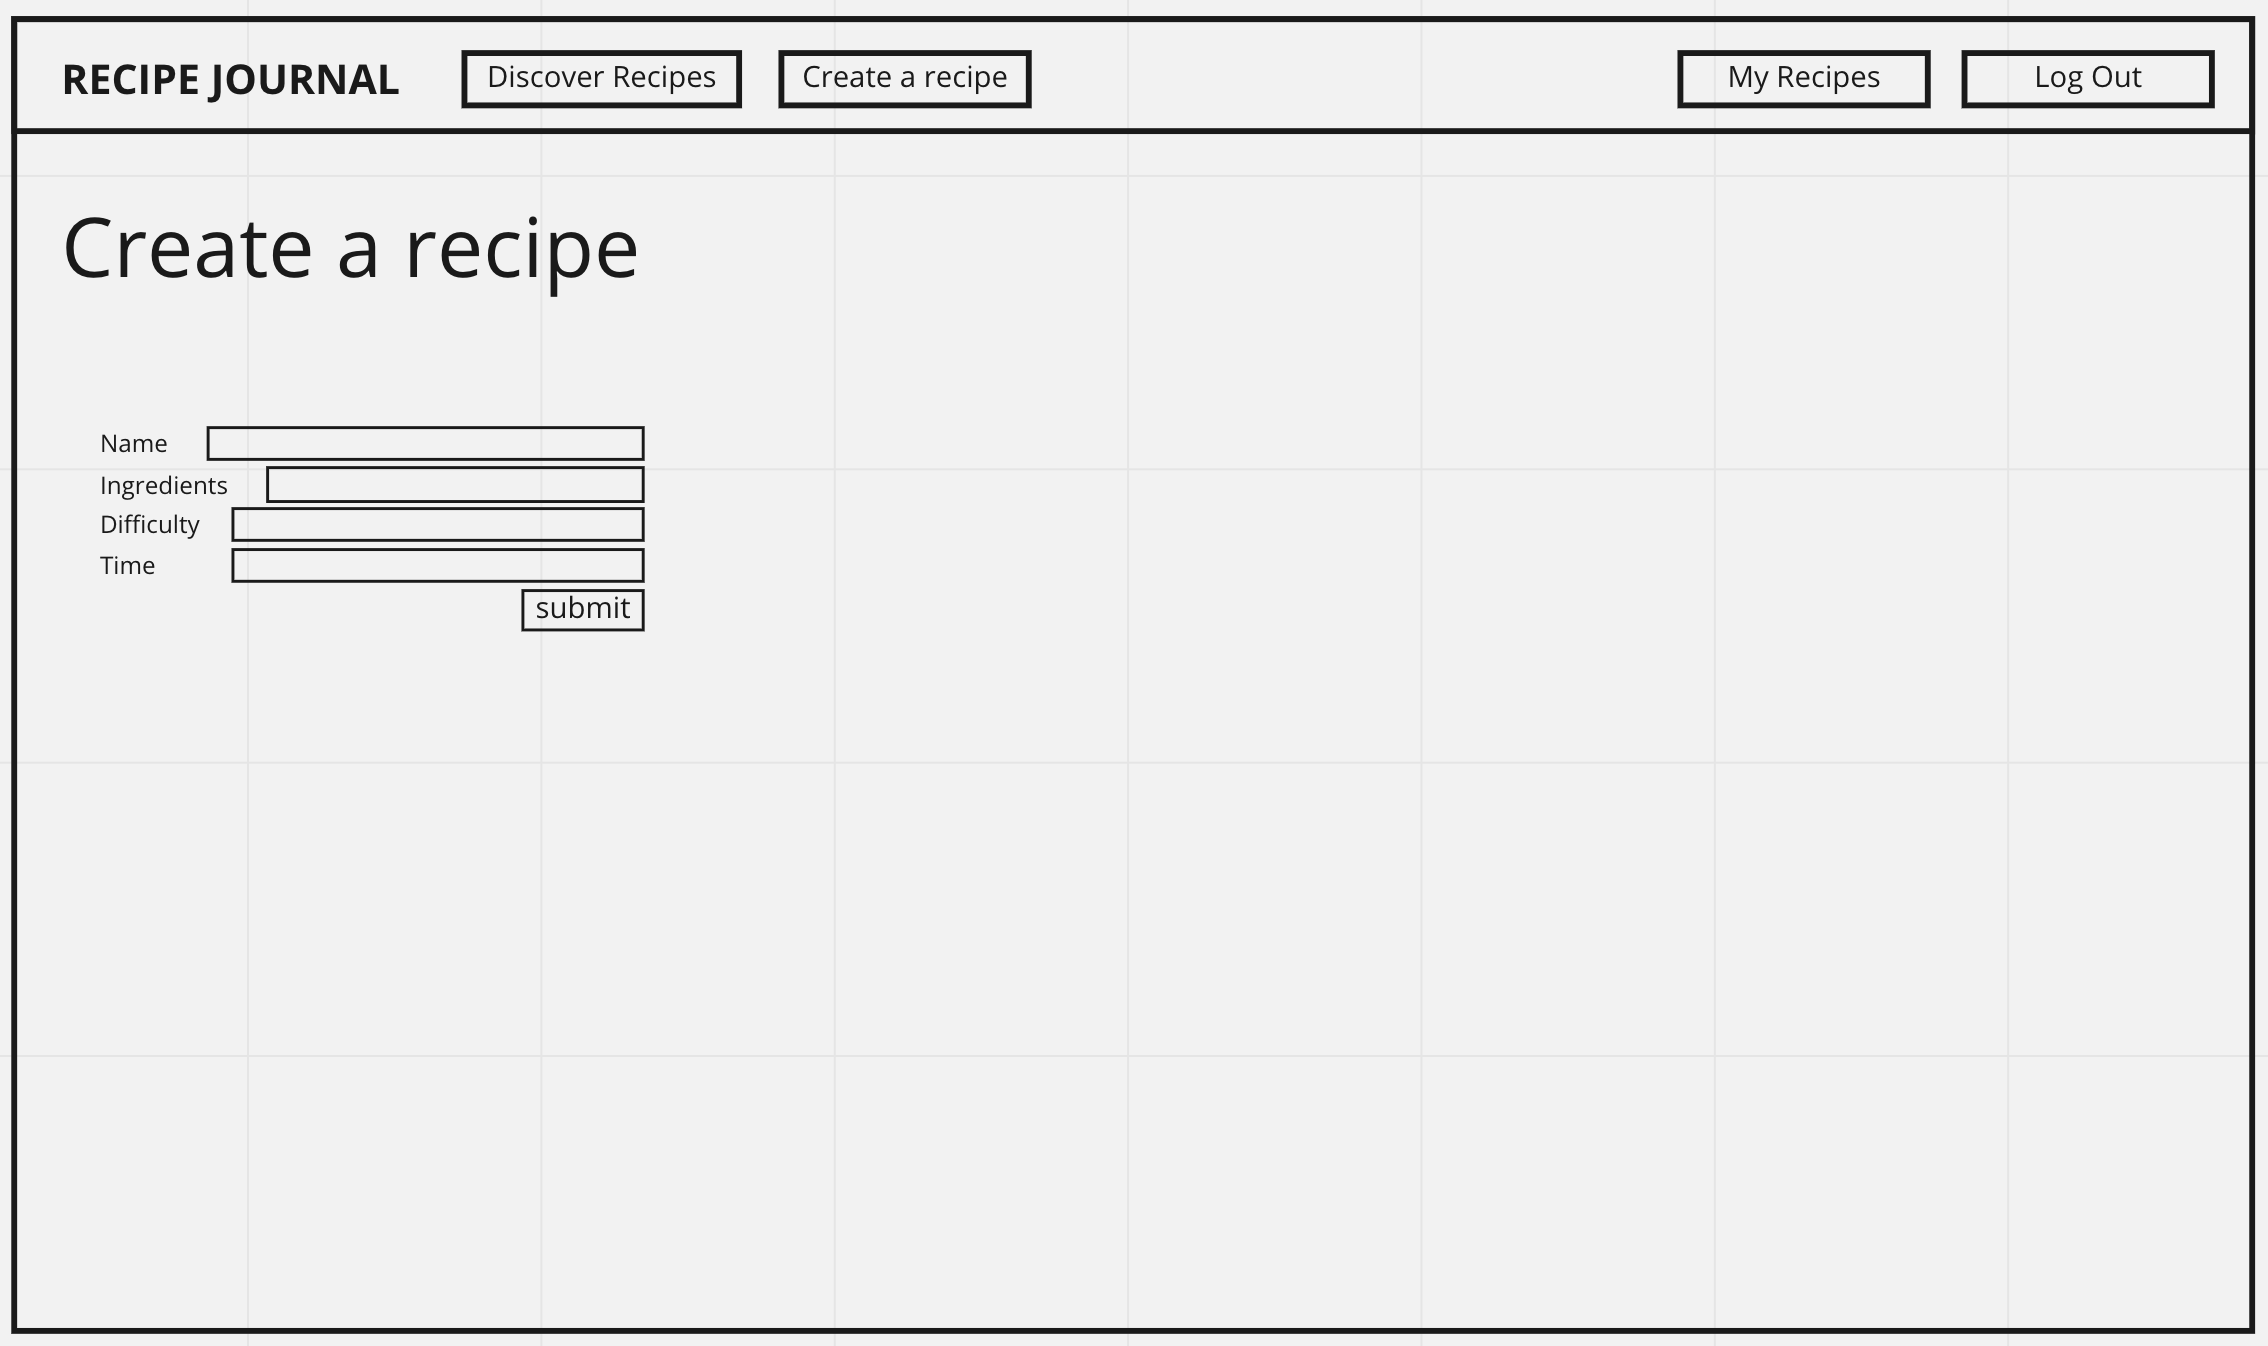 RECIPE JOURNAL Discover Recipes Create a recipe My Recipes Log Out
Create a recipe
Name
Ingredients
Difficulty
Time
submit